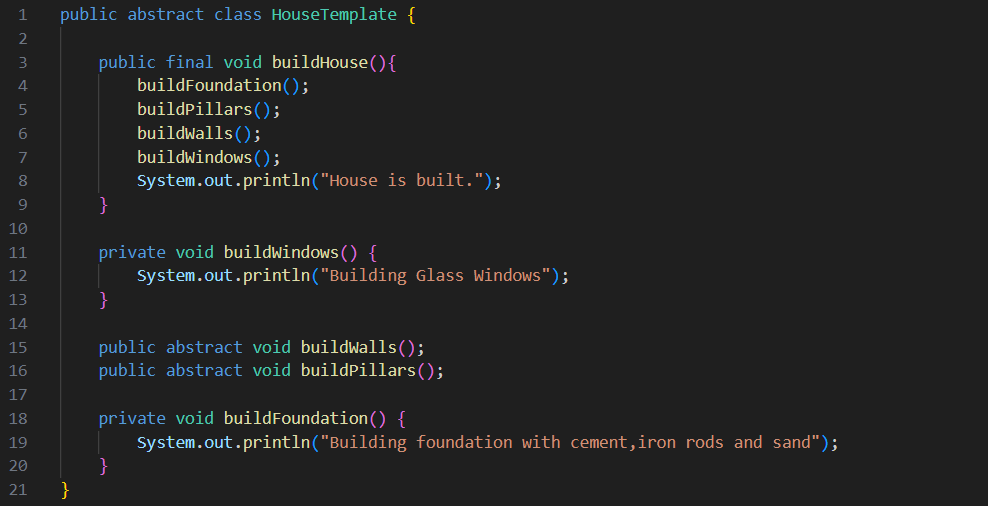 1 public abstract class HouseTemplate {
2
3 public final void buildHouse(){
4 buildFoundation();
5 buildPillars();
6 buildWalls();
7 buildWindows();
8 System.out.println("House is built.");
9 }
10
11 private void buildWindows() {
12 System.out.println("Building Glass Windows");
13 }
14
15 public abstract void buildWalls();
16 public abstract void buildPillars();
17
18 private void buildFoundation() {
19 System.out.println("Building foundation with cement,iron rods and sand");
20 }
21 }